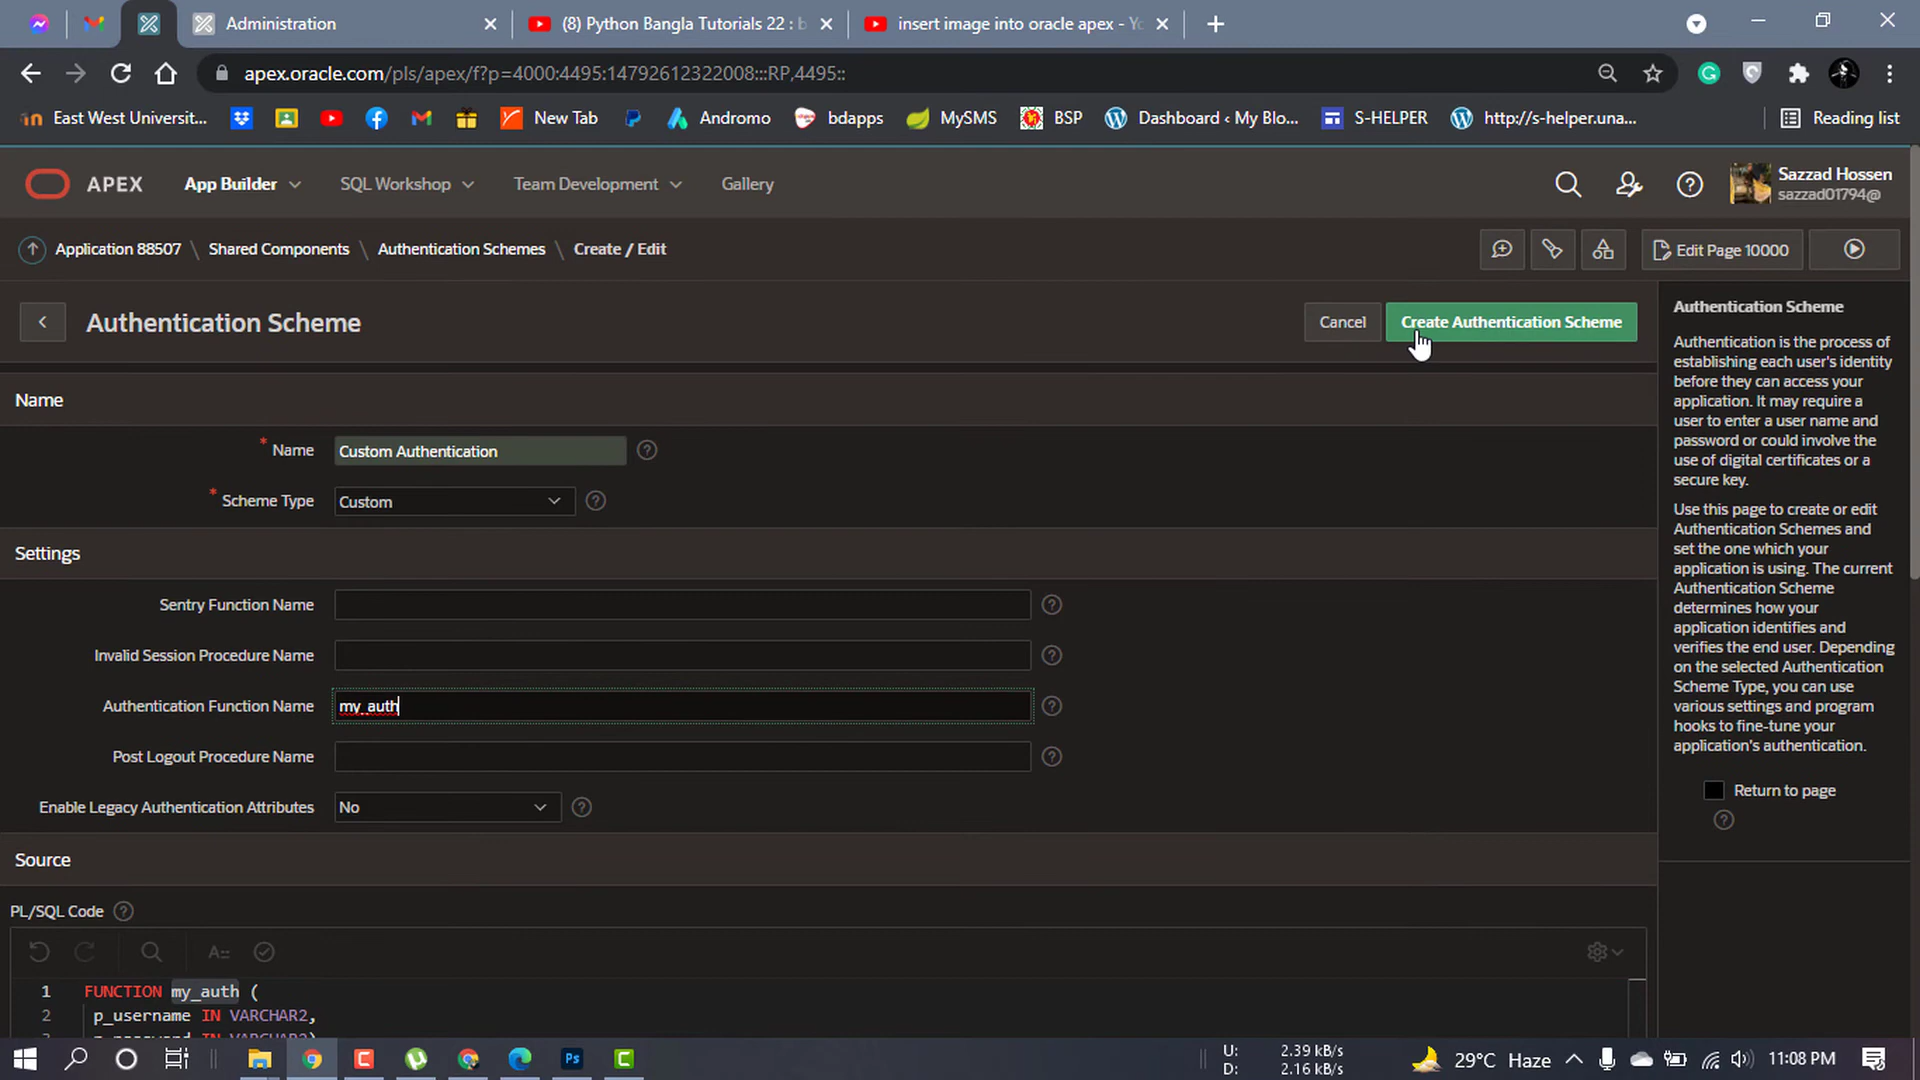 Administration
(8) Python Bangla Tutorials 22 : b
insert image into oracle apex - Yo
apex.oracle.com/pls/apex/f?p=4000:4495:14792612322008:::RP,4495::
East West Universit...
New Tab
Andromo
bdapps
MySMS
BSP
Dashboard ‹ My Blo...
S-HELPER
http://s-helper.una...
Reading list
APEX
App Builder
SQL Workshop
Team Development
Gallery
Sazzad Hossen
sazzad01794@
Application 88507 \ Shared Components \ Authentication Schemes \ Create / Edit
Edit Page 10000
Authentication Scheme
Cancel
Create Authentication Scheme
Name
* Name
Custom Authentication
* Scheme Type
Custom
Settings
Sentry Function Name
Invalid Session Procedure Name
Authentication Function Name
my_auth
Post Logout Procedure Name
Enable Legacy Authentication Attributes
No
Source
PL/SQL Code
1 FUNCTION my_auth (
2 p_username IN VARCHAR2,
Authentication Scheme
Authentication is the process of
establishing each user's identity
before they can access your
application. It may require a
user to enter a user name and
password or could involve the
use of digital certificates or a
secure key.
Use this page to create or edit
Authentication Schemes and
set the one which your
application is using. The current
Authentication Scheme
determines how your
application identifies and
verifies the end user. Depending
on the selected Authentication
Scheme Type, you can use
various settings and program
hooks to fine-tune your
application's authentication.
Return to page
U: 2.39 kB/s
D: 2.16 kB/s
29°C Haze
11:08 PM